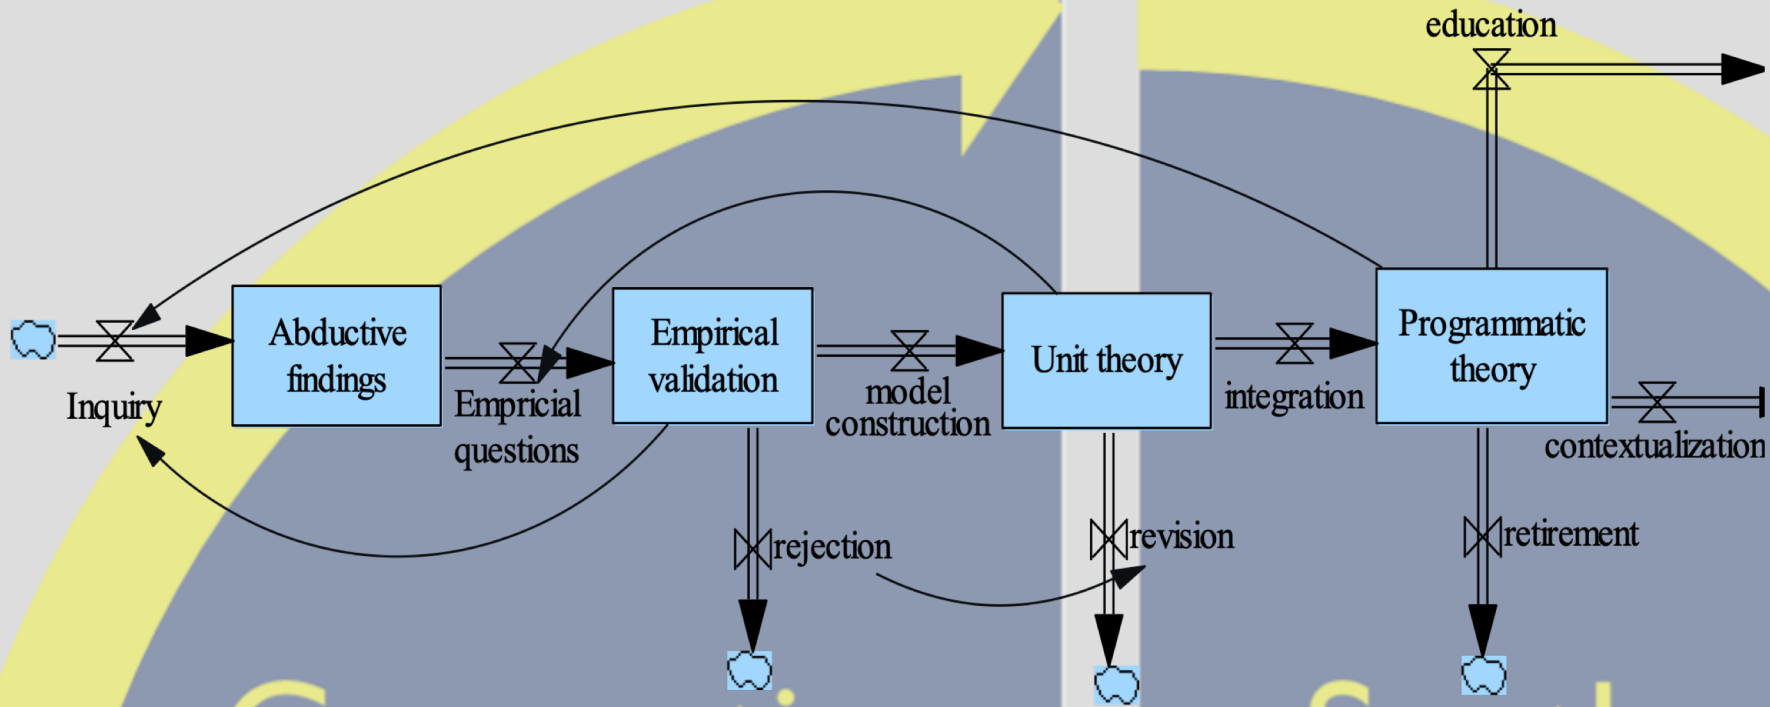 education
Abductive
findings
Empirical
validation
Unit theory
Programmatic
theory
Inquiry
Empricial
questions
model
construction
integration
contextualization
rejection
revision
retirement